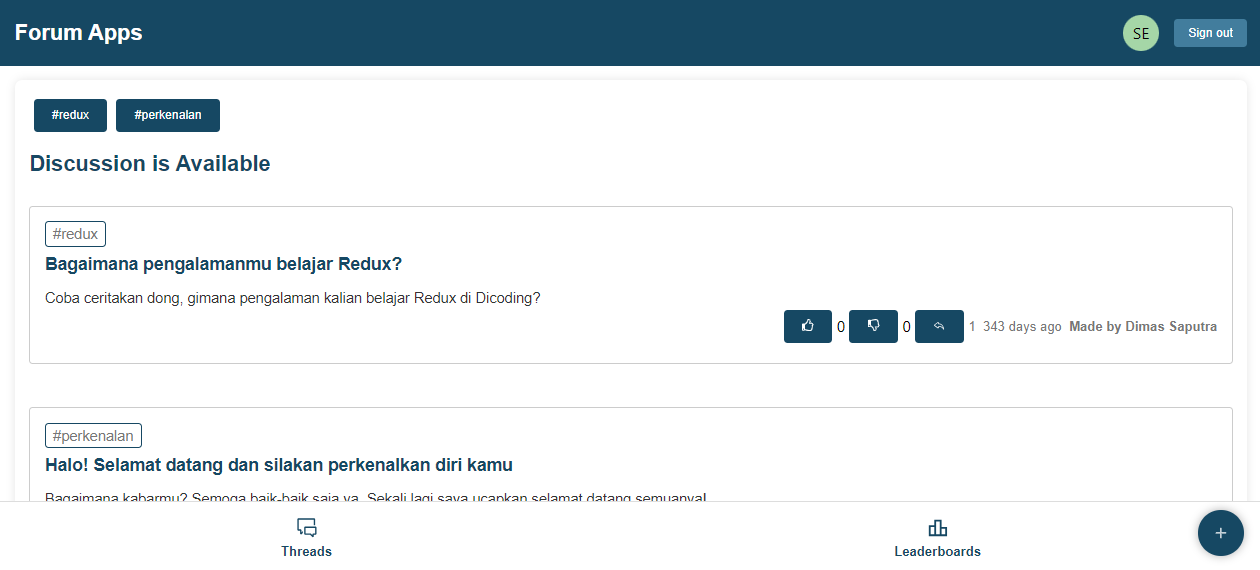 Forum Apps
SE
Sign out
#redux #perkenalan
Discussion is Available
#redux
Bagaimana pengalamanmu belajar Redux?
Coba ceritakan dong, gimana pengalaman kalian belajar Redux di Dicoding?
0 0 1 343 days ago Made by Dimas Saputra
#perkenalan
Halo! Selamat datang dan silakan perkenalkan diri kamu
Bagaimana kabarmu? Semoga baik-baik saja ya. Sekali lagi saya ucapkan selamat datang semuanya!
Threads
Leaderboards
+